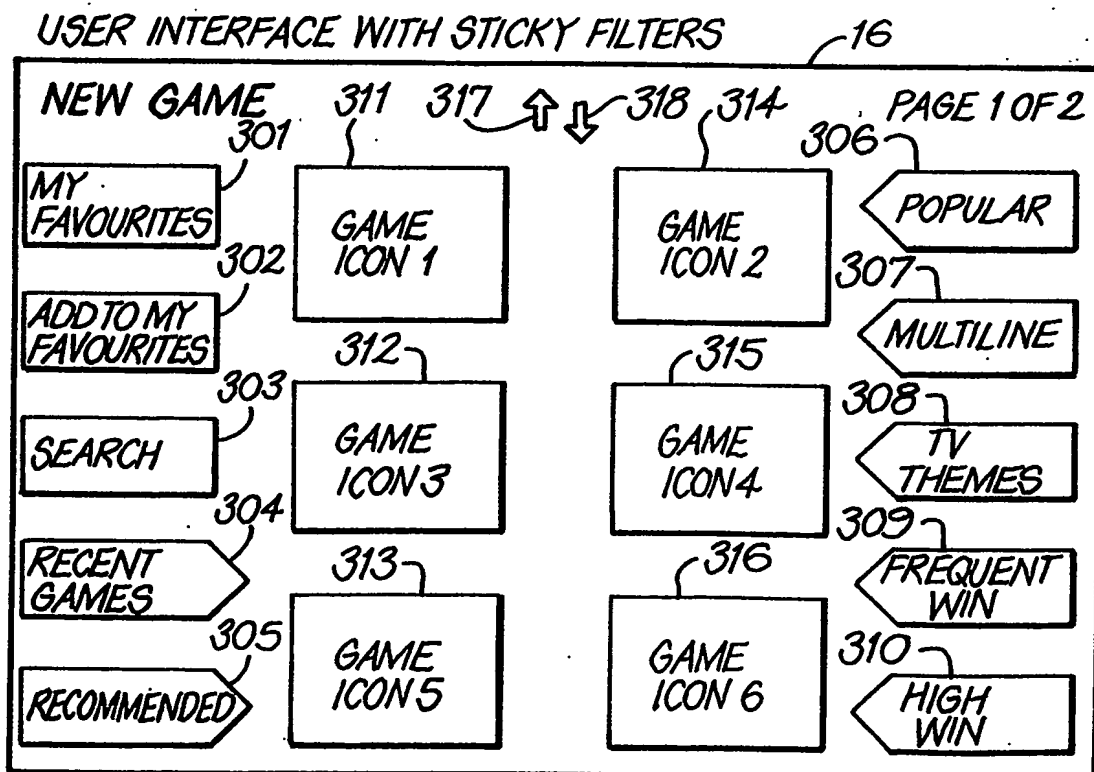 USER INTERFACE WITH STICKY FILTERS
16
NEW GAME
311
317
318
314
PAGE 1 OF 2
301
306
MY
FAVOURITES
GAME
ICON 1
GAME
ICON 2
POPULAR
302
307
ADD TO MY
FAVOURITES
MULTILINE
312
315
303
308
SEARCH
GAME
ICON 3
GAME
ICON 4
TV
THEMES
304
309
RECENT
GAMES
313
316
FREQUENT
WIN
305
310
RECOMMENDED
GAME
ICON 5
GAME
ICON 6
HIGH
WIN